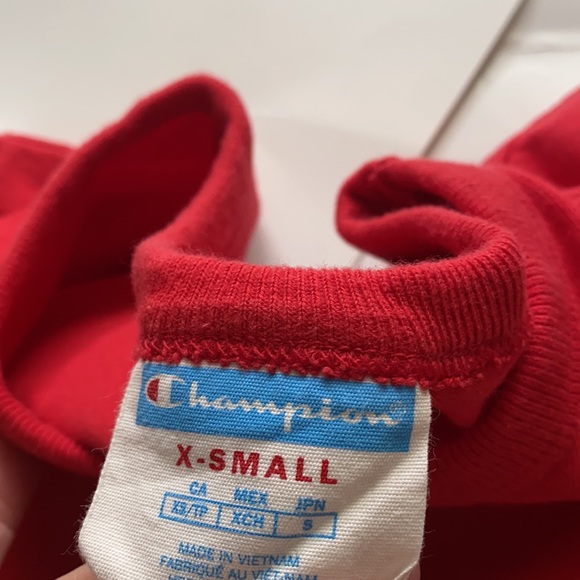 Champion
X-SMALL
CA MEX JPN
XS/TP XCH S
MADE IN VIETNAM
FABRIQUÉ AU VIETNAM